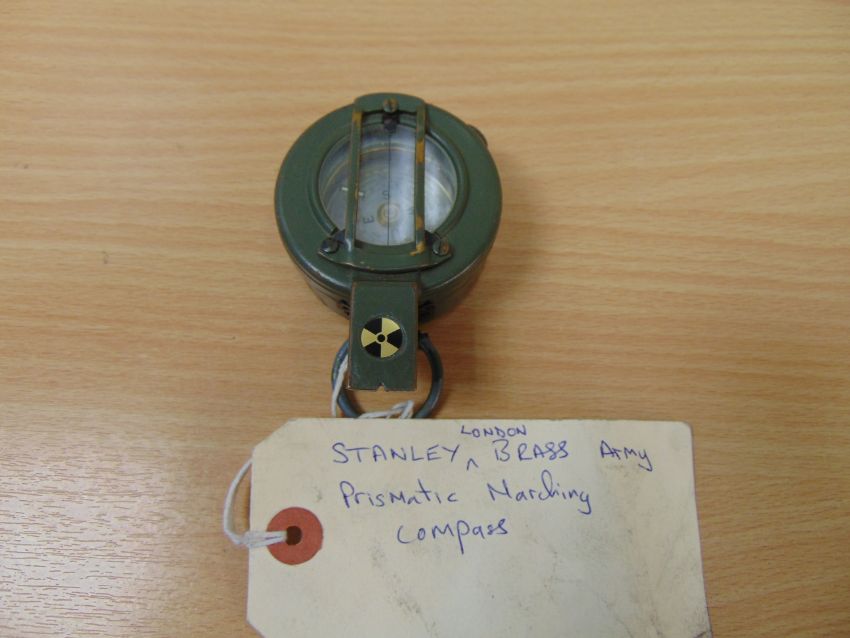 STANLEY ^ LONDON BRASS Army
Prismatic Marching
Compass
E
S